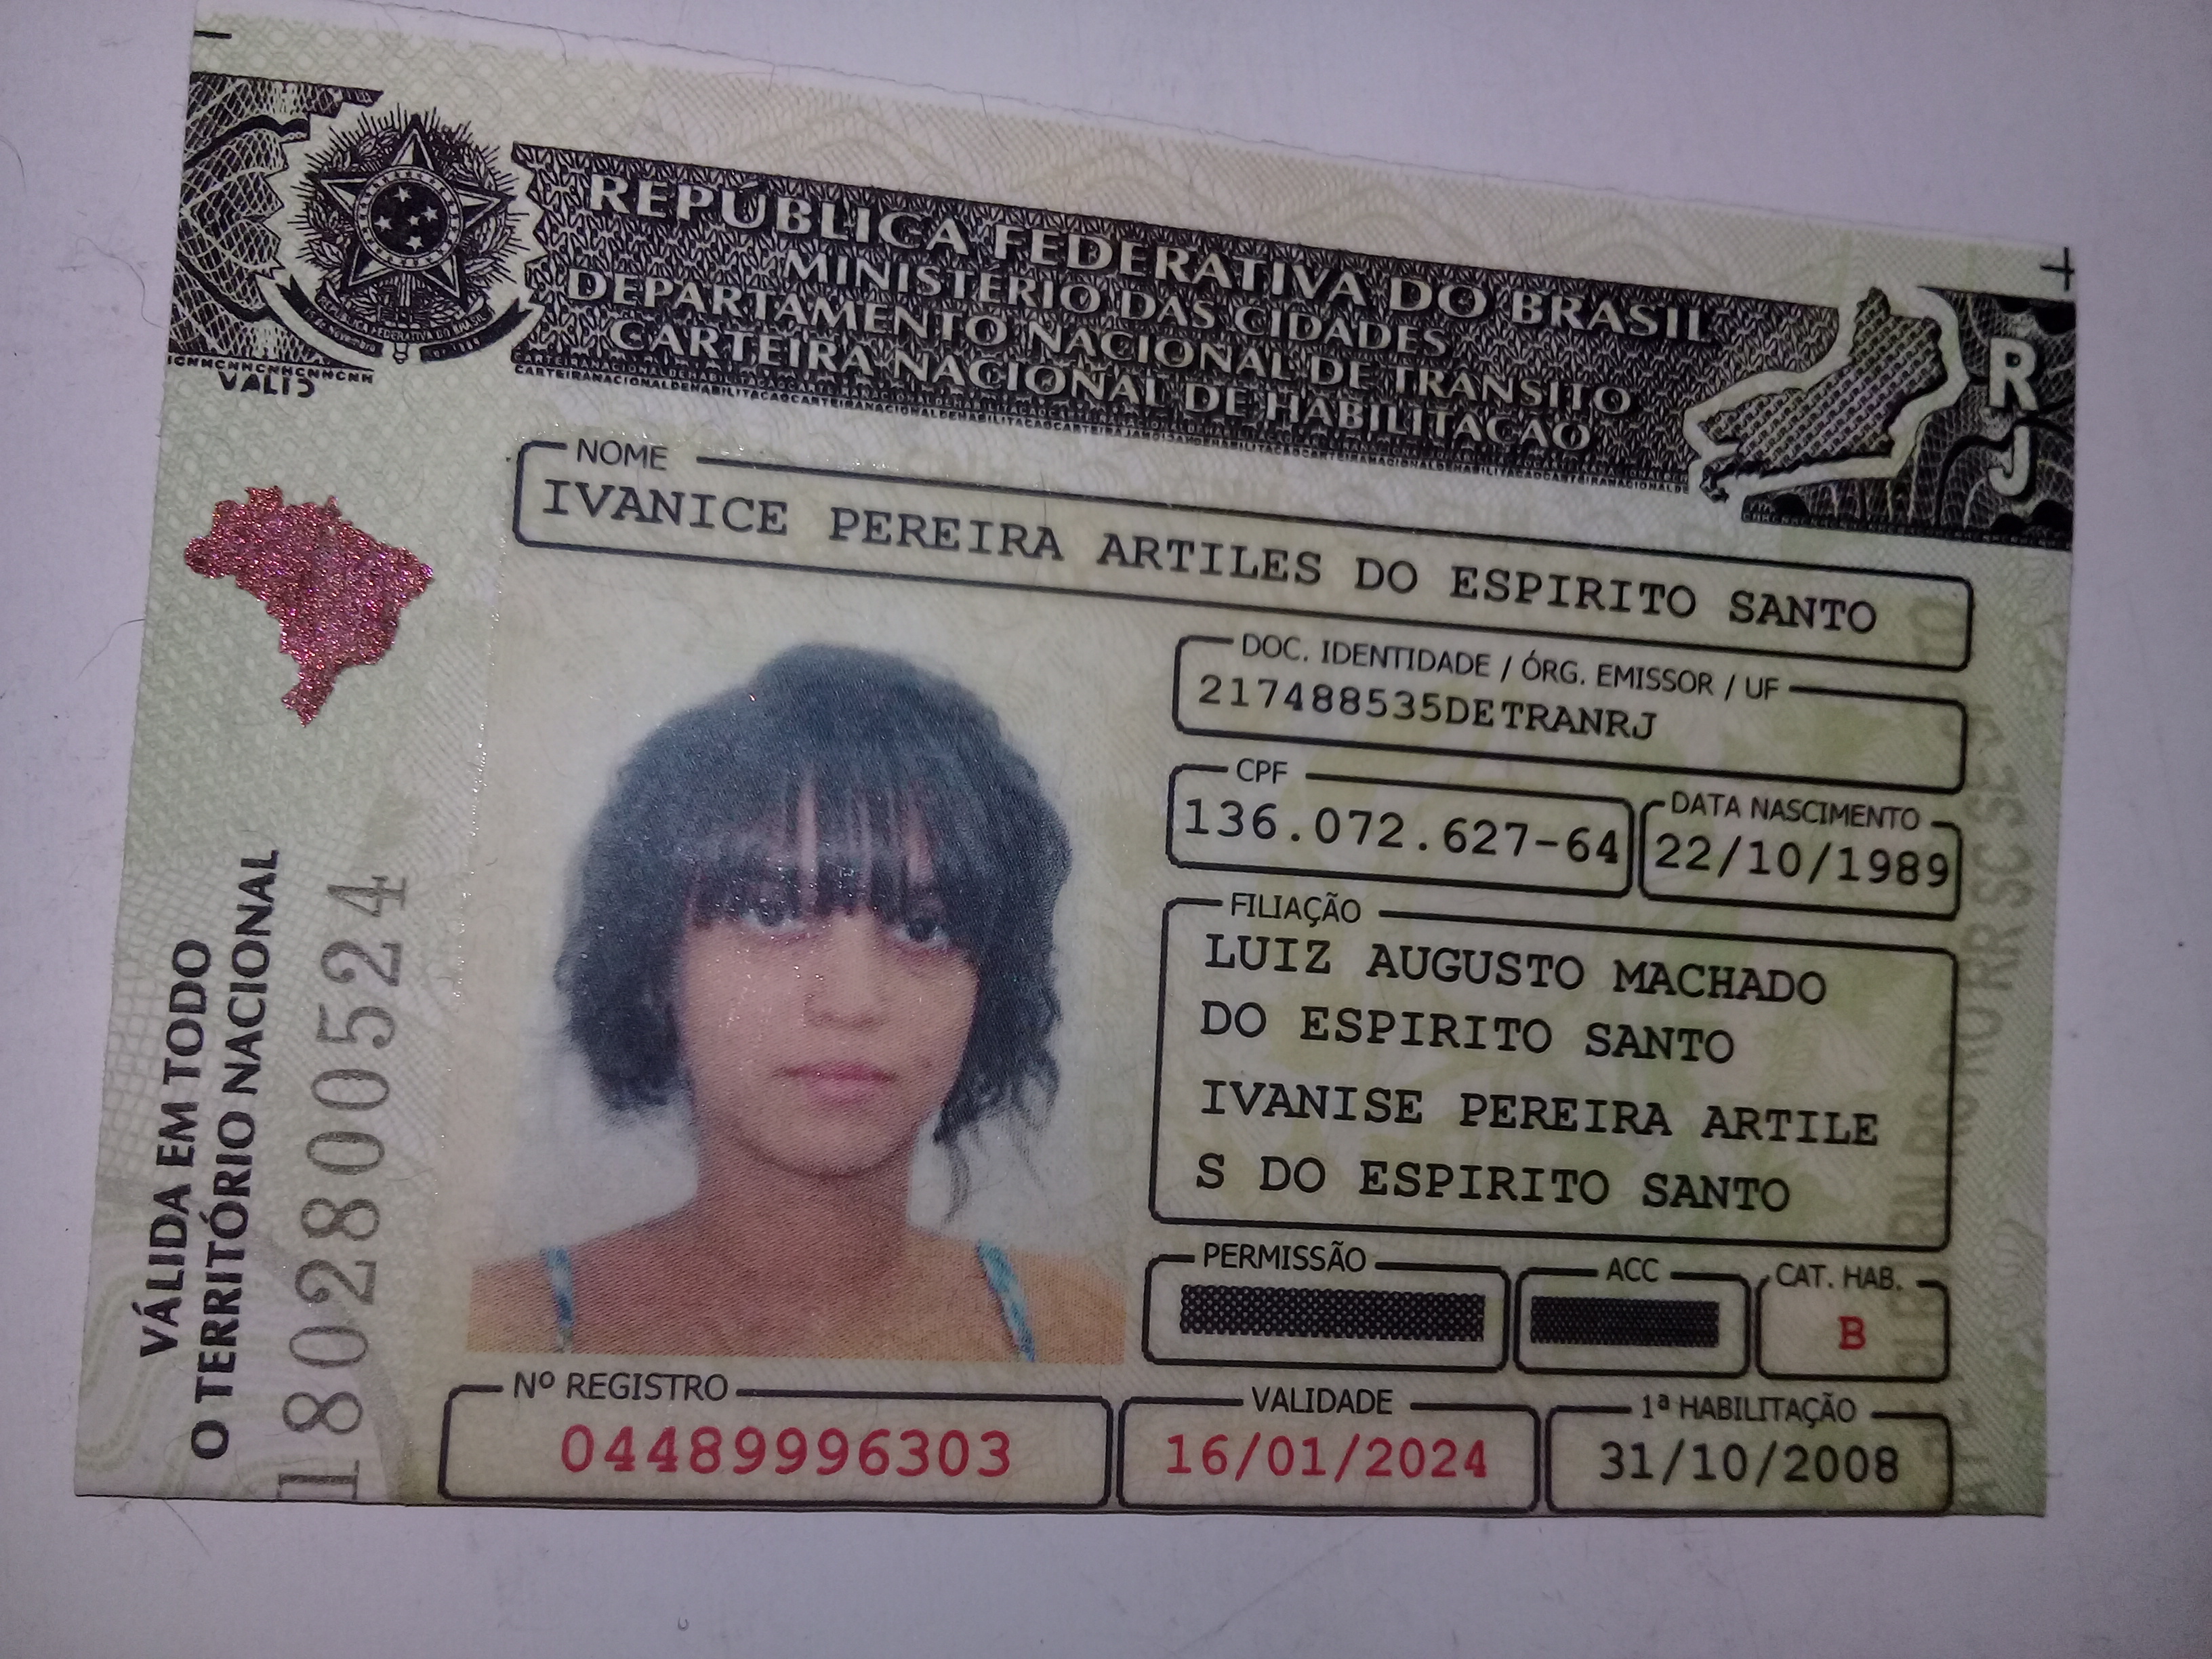 REPÚBLICA FEDERATIVA DO BRASIL
MINISTÉRIO DAS CIDADES
DEPARTAMENTO NACIONAL DE TRÂNSITO
CARTEIRA NACIONAL DE HABILITAÇÃO
RJ
NOME
IVANICE PEREIRA ARTILES DO ESPIRITO SANTO
DOC. IDENTIDADE / ÓRG. EMISSOR / UF
217488535DETRANRJ
CPF
136.072.627-64
DATA NASCIMENTO
22/10/1989
FILIAÇÃO
LUIZ AUGUSTO MACHADO
DO ESPIRITO SANTO
IVANISE PEREIRA ARTILE
S DO ESPIRITO SANTO
PERMISSÃO
ACC
CAT. HAB.
B
Nº REGISTRO
04489996303
VALIDADE
16/01/2024
1ª HABILITAÇÃO
31/10/2008
VÁLIDA EM TODO
O TERRITÓRIO NACIONAL
1802800524